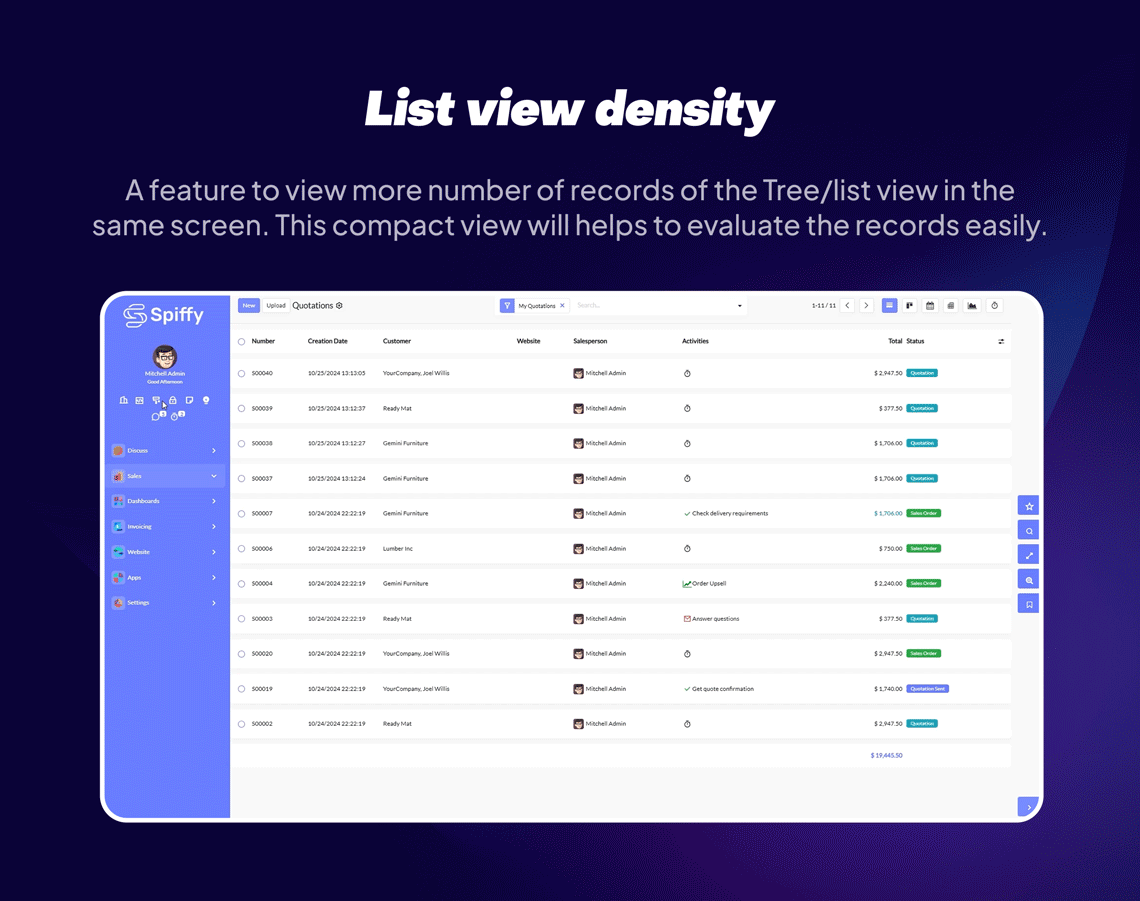 List view density
A feature to view more number of records of the Tree/list view in the
same screen. This compact view will helps to evaluate the records easily.
Spiffy
Mitchell Admin
Good Afternoon
5 2
Discuss
Sales
Dashboards
Invoicing
Website
Apps
Settings
New Upload Quotations My Quotations × Search... 1-11 / 11
Number Creation Date Customer Website Salesperson Activities Total Status
S00040 10/25/2024 13:13:05 YourCompany, Joel Willis Mitchell Admin $ 2,947.50 Quotation
S00039 10/25/2024 13:12:37 Ready Mat Mitchell Admin $ 377.50 Quotation
S00038 10/25/2024 13:12:27 Gemini Furniture Mitchell Admin $ 1,706.00 Quotation
S00037 10/25/2024 13:12:24 Gemini Furniture Mitchell Admin $ 1,706.00 Quotation
S00007 10/24/2024 22:22:19 Gemini Furniture Mitchell Admin Check delivery requirements $ 1,706.00 Sales Order
S00006 10/24/2024 22:22:19 Lumber Inc Mitchell Admin $ 750.00 Sales Order
S00004 10/24/2024 22:22:19 Gemini Furniture Mitchell Admin Order Upsell $ 2,240.00 Sales Order
S00003 10/24/2024 22:22:19 Ready Mat Mitchell Admin Answer questions $ 377.50 Quotation
S00020 10/24/2024 22:22:19 YourCompany, Joel Willis Mitchell Admin $ 2,947.50 Sales Order
S00019 10/24/2024 22:22:19 YourCompany, Joel Willis Mitchell Admin Get quote confirmation $ 1,740.00 Quotation Sent
S00002 10/24/2024 22:22:19 Ready Mat Mitchell Admin $ 2,947.50 Quotation
$ 19,445.50